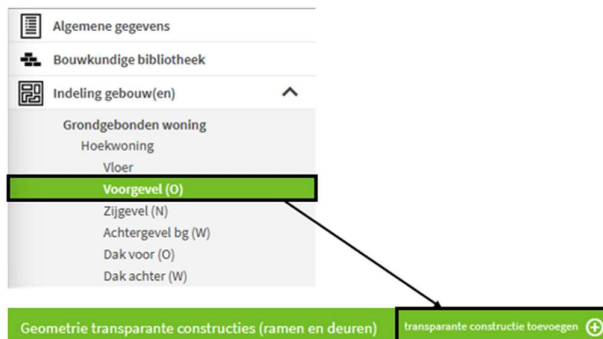 Algemene gegevens
Bouwkundige bibliotheek
Indeling gebouw(en)
Grondgebonden woning
Hoekwoning
Vloer
Voorgevel (O)
Zijgevel (N)
Achtergevel bg (W)
Dak voor (O)
Dak achter (W)
Geometrie transparante constructies (ramen en deuren) transparante constructie toevoegen